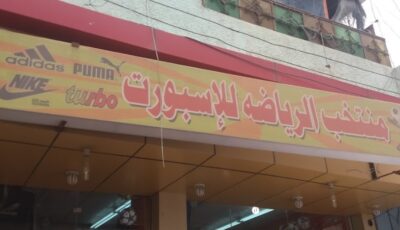 منتخب الرياضه للإسبورت
adidas PUMA
NIKE turbo